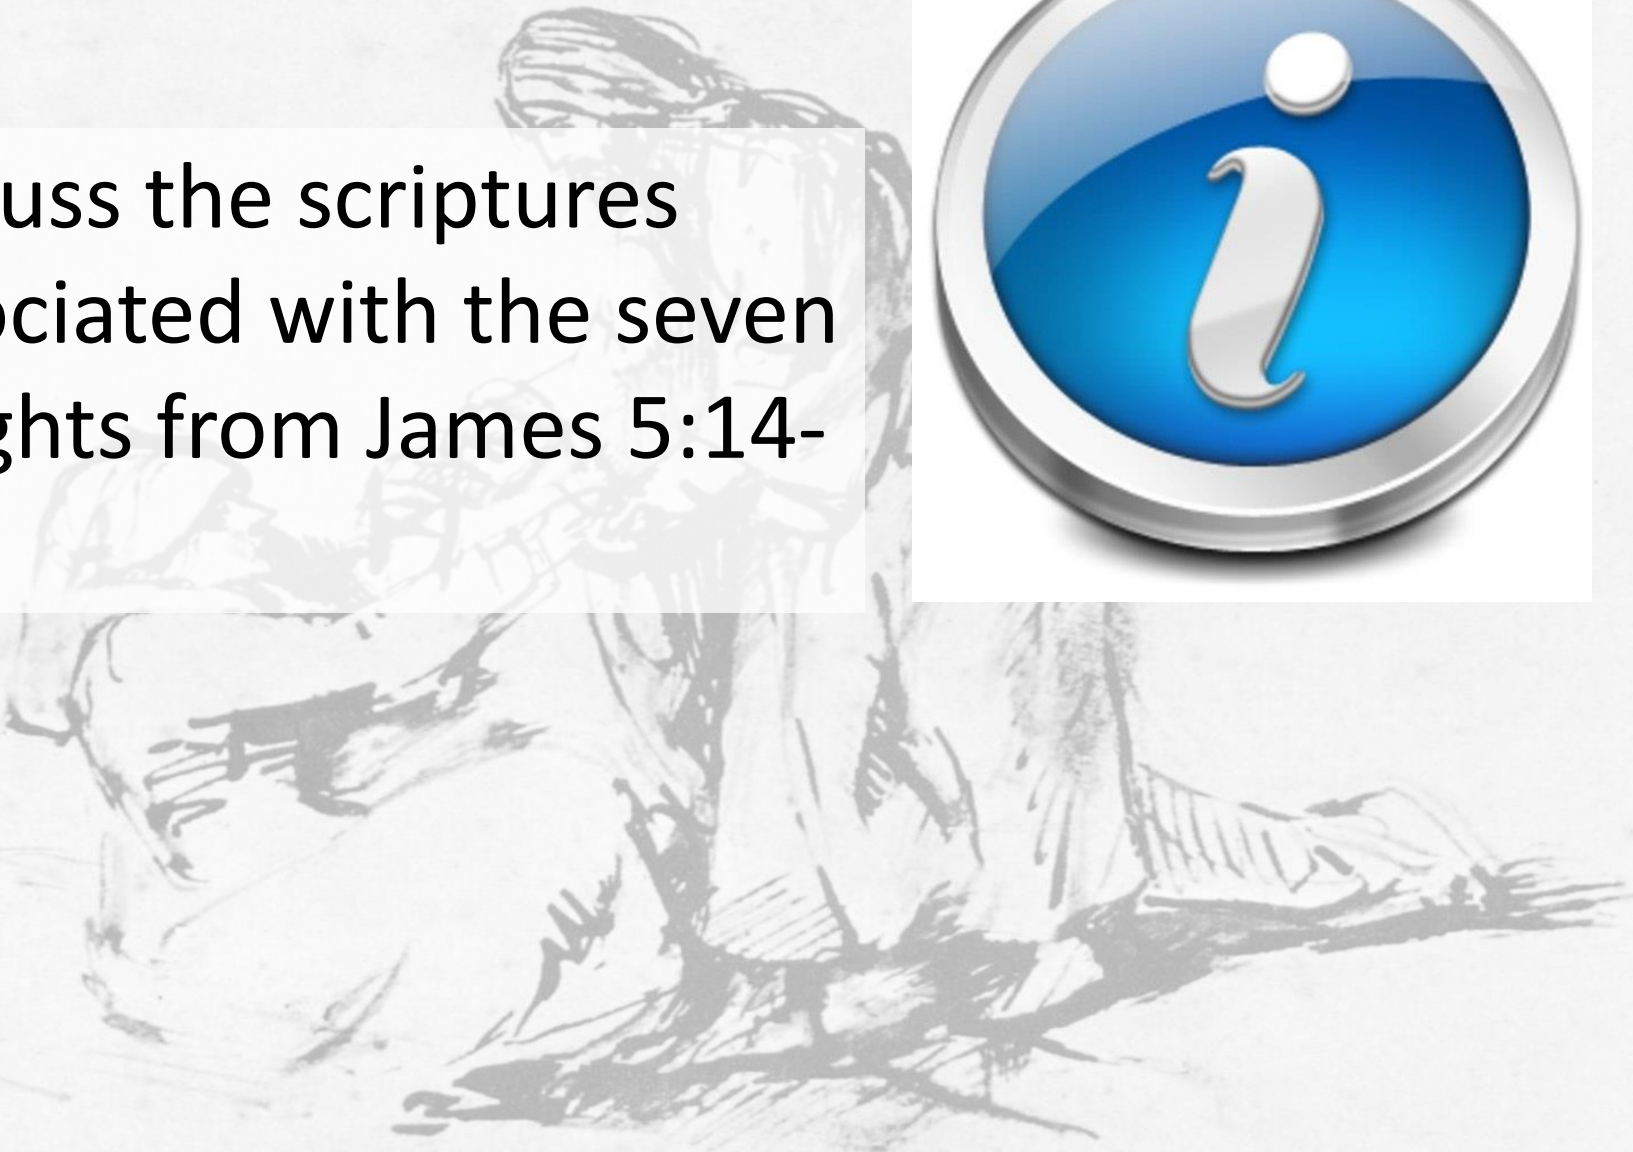 uss the scriptures
ociated with the seven
ghts from James 5:14-